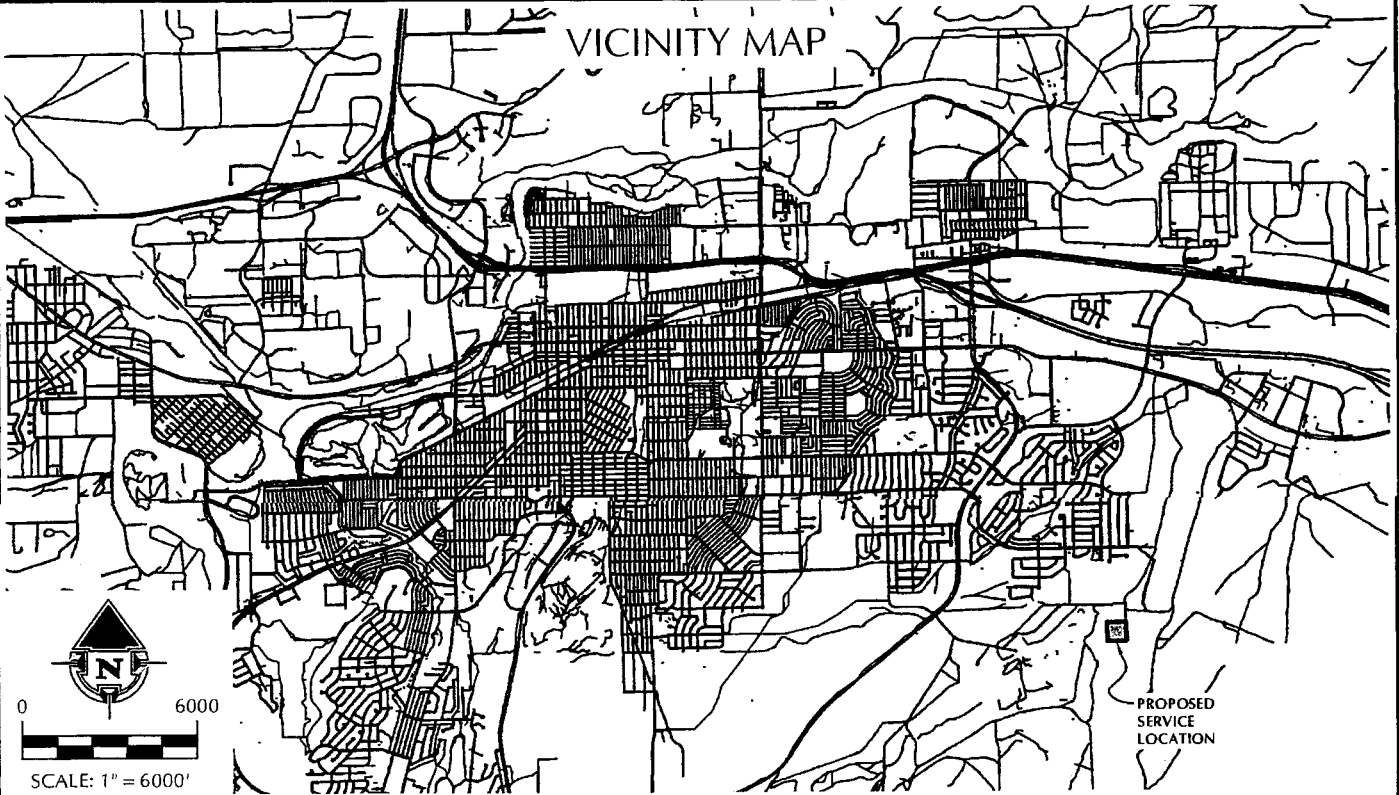 VICINITY MAP
N
0 6000
SCALE: 1" = 6000'
PROPOSED
SERVICE
LOCATION